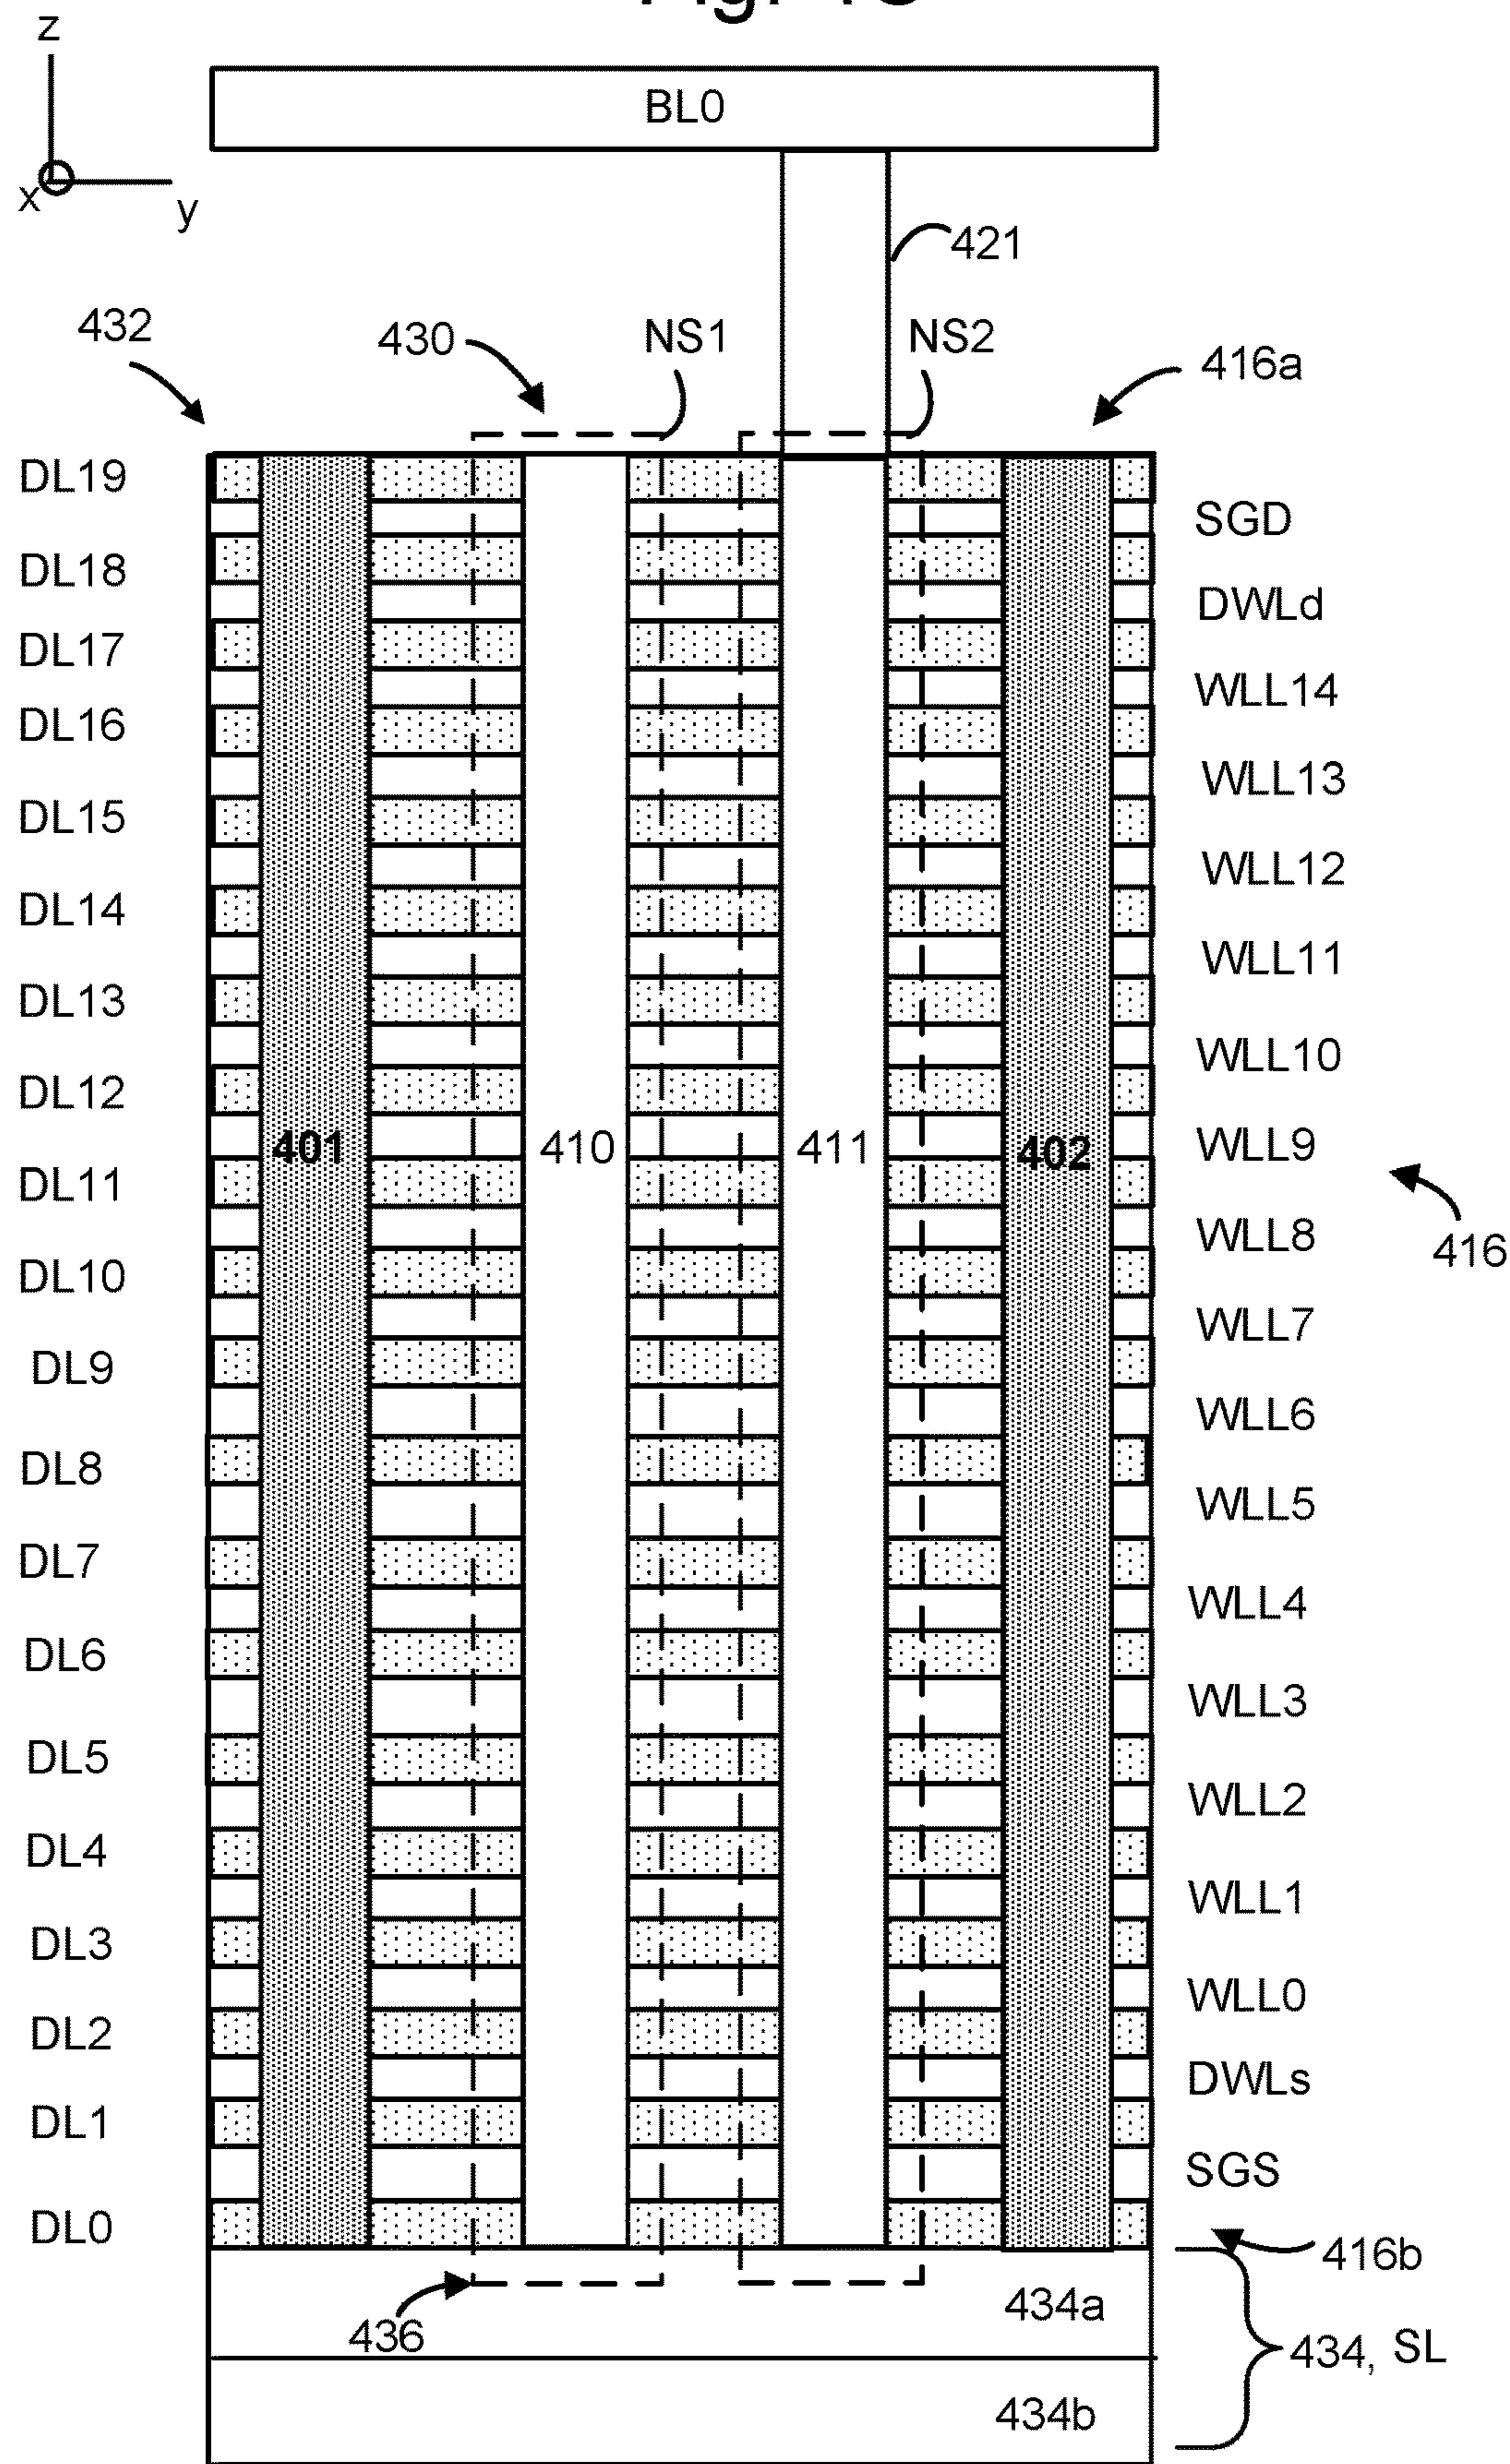 z
BL0
x
y
421
432
430
NS1
NS2
416a
DL19
SGD
DL18
DWLd
DL17
WLL14
DL16
WLL13
DL15
WLL12
DL14
WLL11
DL13
WLL10
DL12
401
410
411
402
WLL9
DL11
WLL8
416
DL10
WLL7
DL9
WLL6
DL8
WLL5
DL7
WLL4
DL6
WLL3
DL5
WLL2
DL4
WLL1
DL3
WLL0
DL2
DWLs
DL1
SGS
DL0
416b
434a
436
434, SL
434b